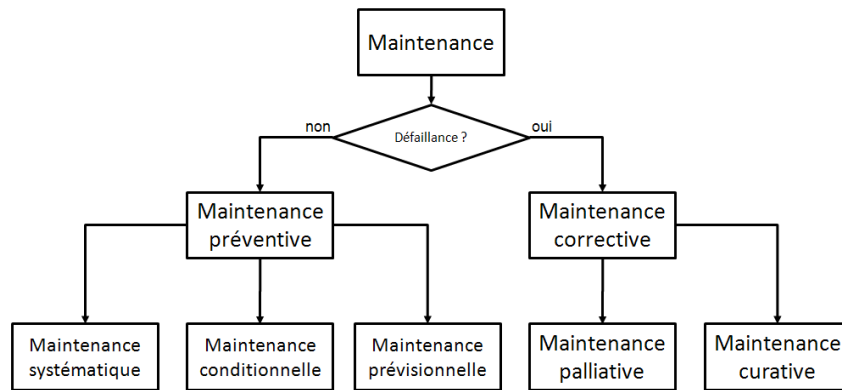 Maintenance
Défaillance ?
non
oui
Maintenance
préventive
Maintenance
corrective
Maintenance
systématique
Maintenance
conditionnelle
Maintenance
prévisionnelle
Maintenance
palliative
Maintenance
curative